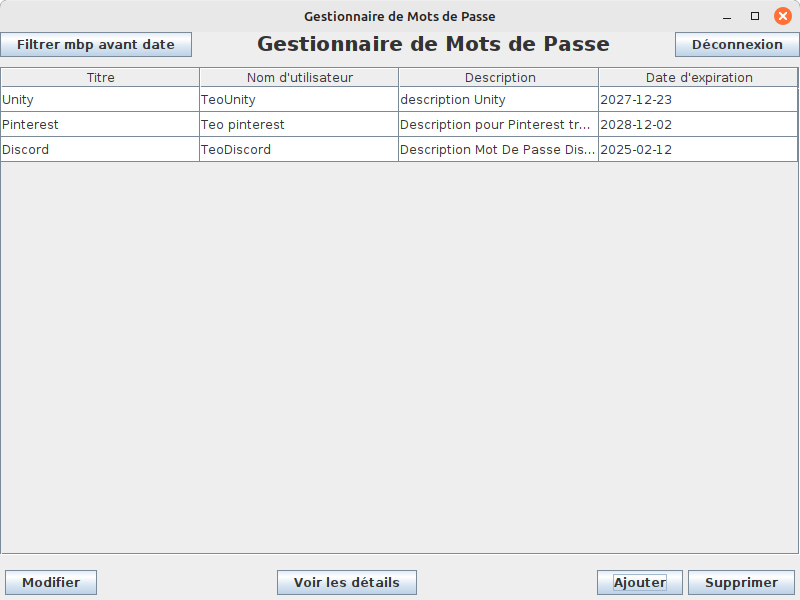 Gestionnaire de Mots de Passe
Filtrer mbp avant date Gestionnaire de Mots de Passe Déconnexion
Titre Nom d'utilisateur Description Date d'expiration
Unity TeoUnity description Unity 2027-12-23
Pinterest Teo pinterest Description pour Pinterest tr... 2028-12-02
Discord TeoDiscord Description Mot De Passe Dis... 2025-02-12
Modifier Voir les détails Ajouter Supprimer